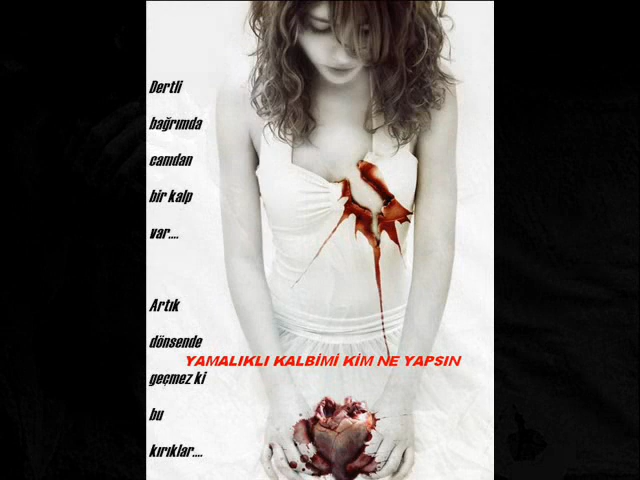 Dertli
bağrımda
camdan
bir kalp
var....
Artık
dönsende
YAMALIKLI KALBİMİ KİM NE YAPSIN
geçmez ki
bu
kırıklar....